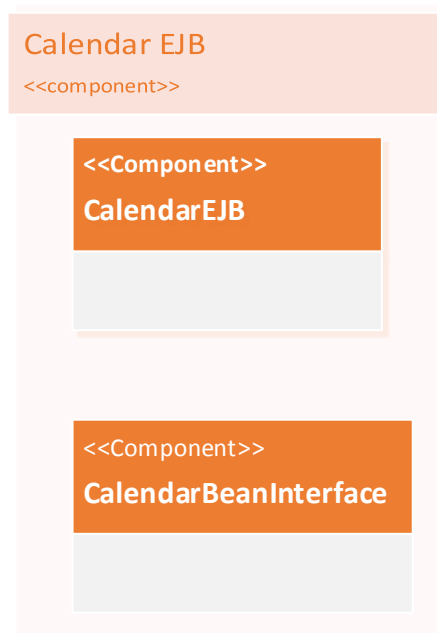 Calendar EJB
<<component>>
<<Component>>
CalendarEJB
<<Component>>
CalendarBeanInterface